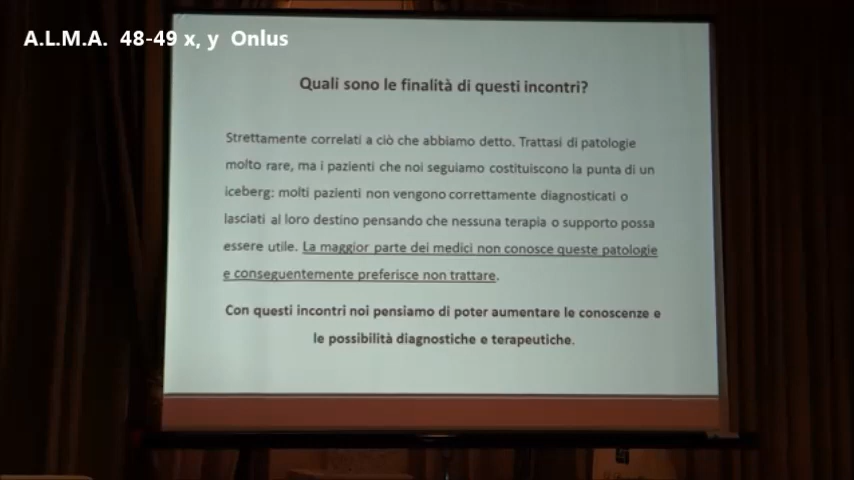 A.L.M.A. 48-49 x, y Onlus
Quali sono le finalità di questi incontri?
Strettamente correlati a ciò che abbiamo detto. Trattasi di patologie
molto rare, ma i pazienti che noi seguiamo costituiscono la punta di un
iceberg: molti pazienti non vengono correttamente diagnosticati o
lasciati al loro destino pensando che nessuna terapia o supporto possa
essere utile. La maggior parte dei medici non conosce queste patologie
e conseguentemente preferisce non trattare.
Con questi incontri noi pensiamo di poter aumentare le conoscenze e
le possibilità diagnostiche e terapeutiche.